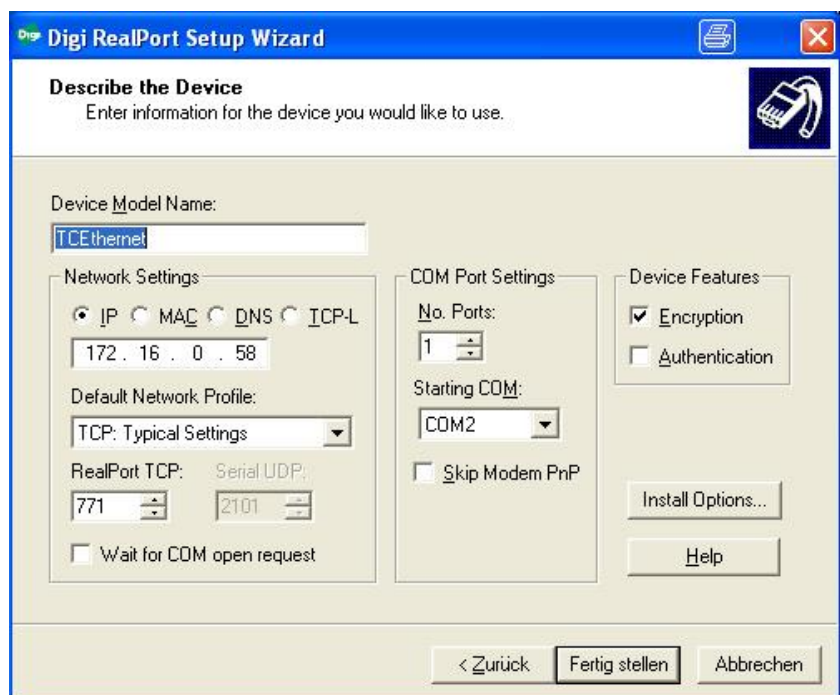 Digi Digi RealPort Setup Wizard
Describe the Device
Enter information for the device you would like to use.
Device Model Name:
TCEthernet
Network Settings
IP MAC DNS TCP-L
172 . 16 . 0 . 58
Default Network Profile:
TCP: Typical Settings
RealPort TCP: Serial UDP:
771 2101
Wait for COM open request
COM Port Settings
No. Ports:
1
Starting COM:
COM2
Skip Modem PnP
Device Features
Encryption
Authentication
Install Options...
Help
< Zurück Fertig stellen Abbrechen